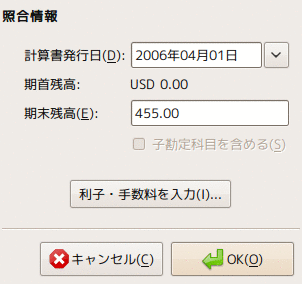 照合情報
計算書発行日(D): 2006年04月01日
期首残高: USD 0.00
期末残高(E): 455.00
子勘定科目を含める(S)
利子・手数料を入力(I)...
キャンセル(C) OK(O)